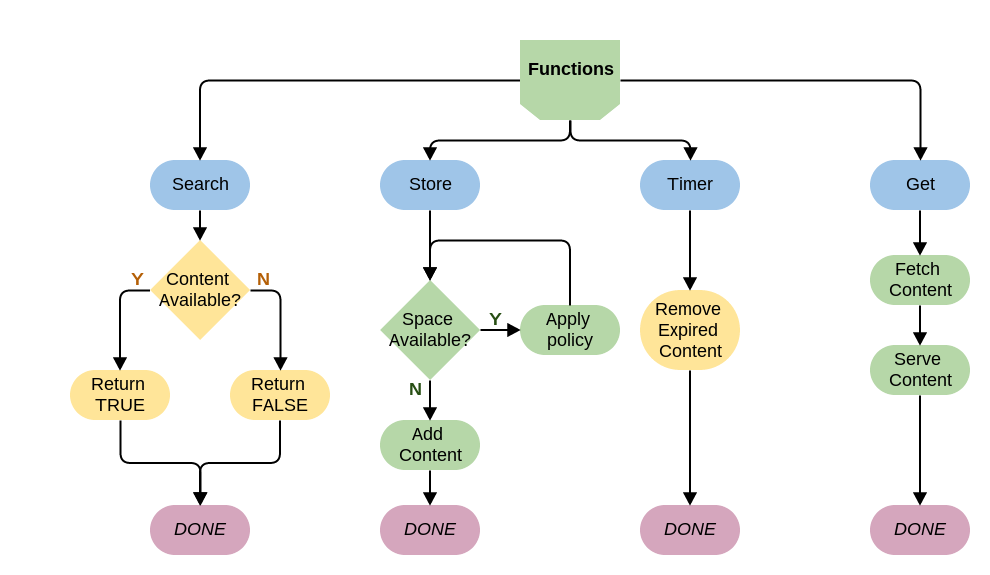 Functions
Search
Store
Timer
Get
Y
Content
Available?
N
Return
TRUE
Return
FALSE
DONE
Space
Available?
Y
Apply
policy
N
Add
Content
DONE
Remove
Expired
Content
DONE
Fetch
Content
Serve
Content
DONE